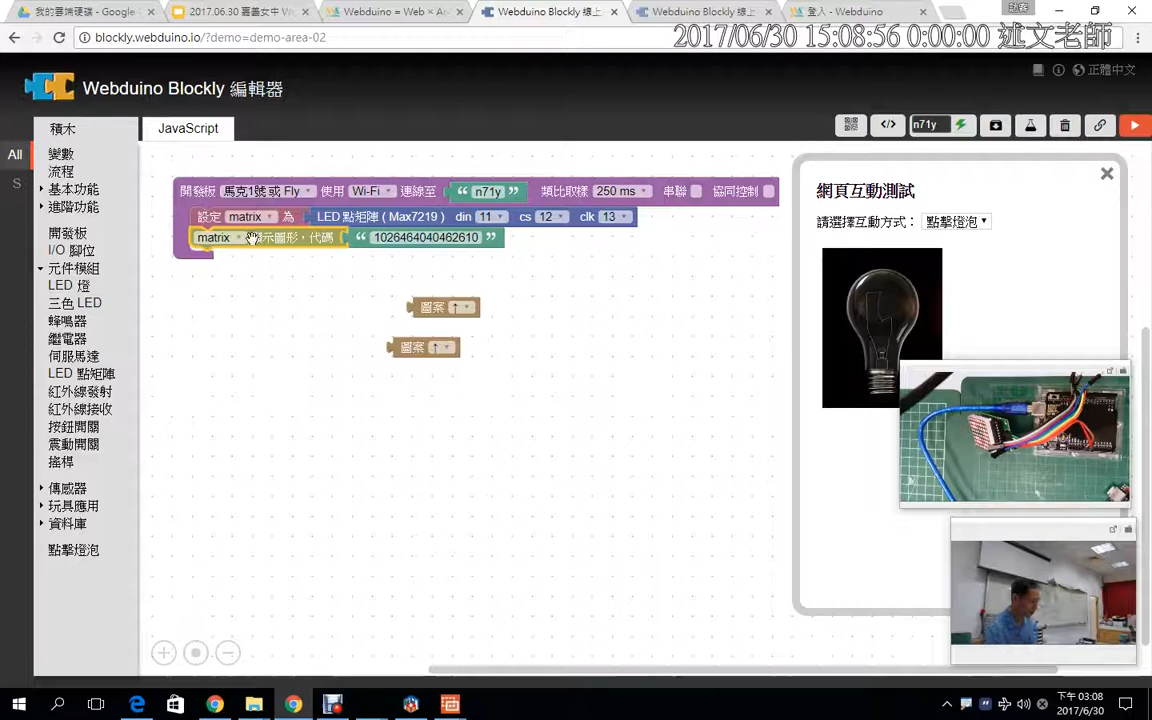 我的雲端硬碟 - Google
2017.06.30 嘉義女中 W
Webduino = Web × A
Webduino Blockly 線上
Webduino Blockly 線上
登入 - Webduino
訪客
blockly.webduino.io/?demo=demo-area-02
2017/06/30 15:08:56 0:00:00 述文老師
Webduino Blockly 編輯器
正體中文
積木
JavaScript
n71y
All
S
變數
流程
基本功能
進階功能
開發板
I/O 腳位
元件模組
LED 燈
三色 LED
蜂鳴器
繼電器
伺服馬達
LED 點矩陣
紅外線發射
紅外線接收
按鈕開關
震動開關
搖桿
傳感器
玩具應用
資料庫
點擊燈泡
開發板 馬克1號 或 Fly 使用 Wi-Fi 連線至 “ n71y ” 類比取樣 250 ms 串聯 協同控制
設定 matrix 為 LED 點矩陣 ( Max7219 ) din 11 cs 12 clk 13
matrix 示圖形，代碼 “ 1026464040462610 ”
圖案 ↑
圖案 ↑
網頁互動測試
請選擇互動方式： 點擊燈泡
下午 03:08
2017/6/30